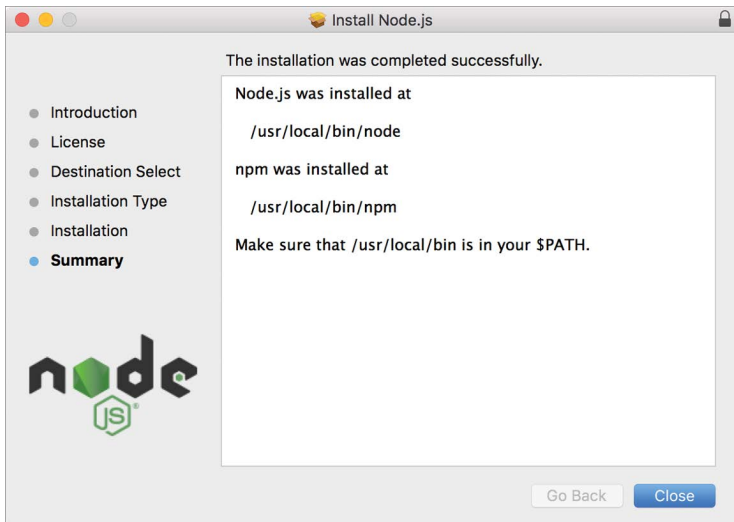 Install Node.js
The installation was completed successfully.
Introduction
License
Destination Select
Installation Type
Installation
Summary
Node.js was installed at
/usr/local/bin/node
npm was installed at
/usr/local/bin/npm
Make sure that /usr/local/bin is in your $PATH.
node
JS®
Go Back
Close